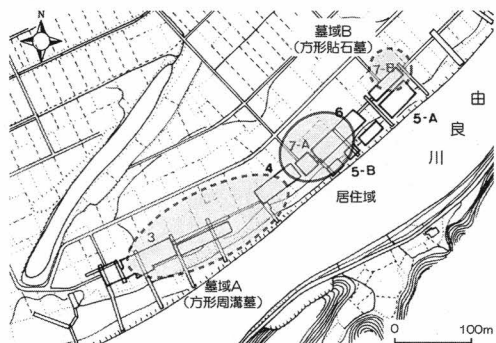 N
墓域B
(方形貼石墓)
7-B
由
良
川
6
5-A
7-A
4
5-B
居住域
3
墓域A
(方形周溝墓)
0 100m